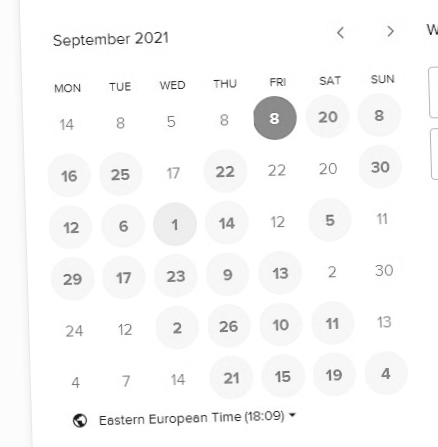 September 2021
W
MON TUE WED THU FRI SAT SUN
14 8 5 8 8 20 8
16 25 17 22 22 20 30
12 6 1 14 12 5 11
29 17 23 9 13 2 30
24 12 2 26 10 11 13
4 7 14 21 15 19 4
Eastern European Time (18:09)